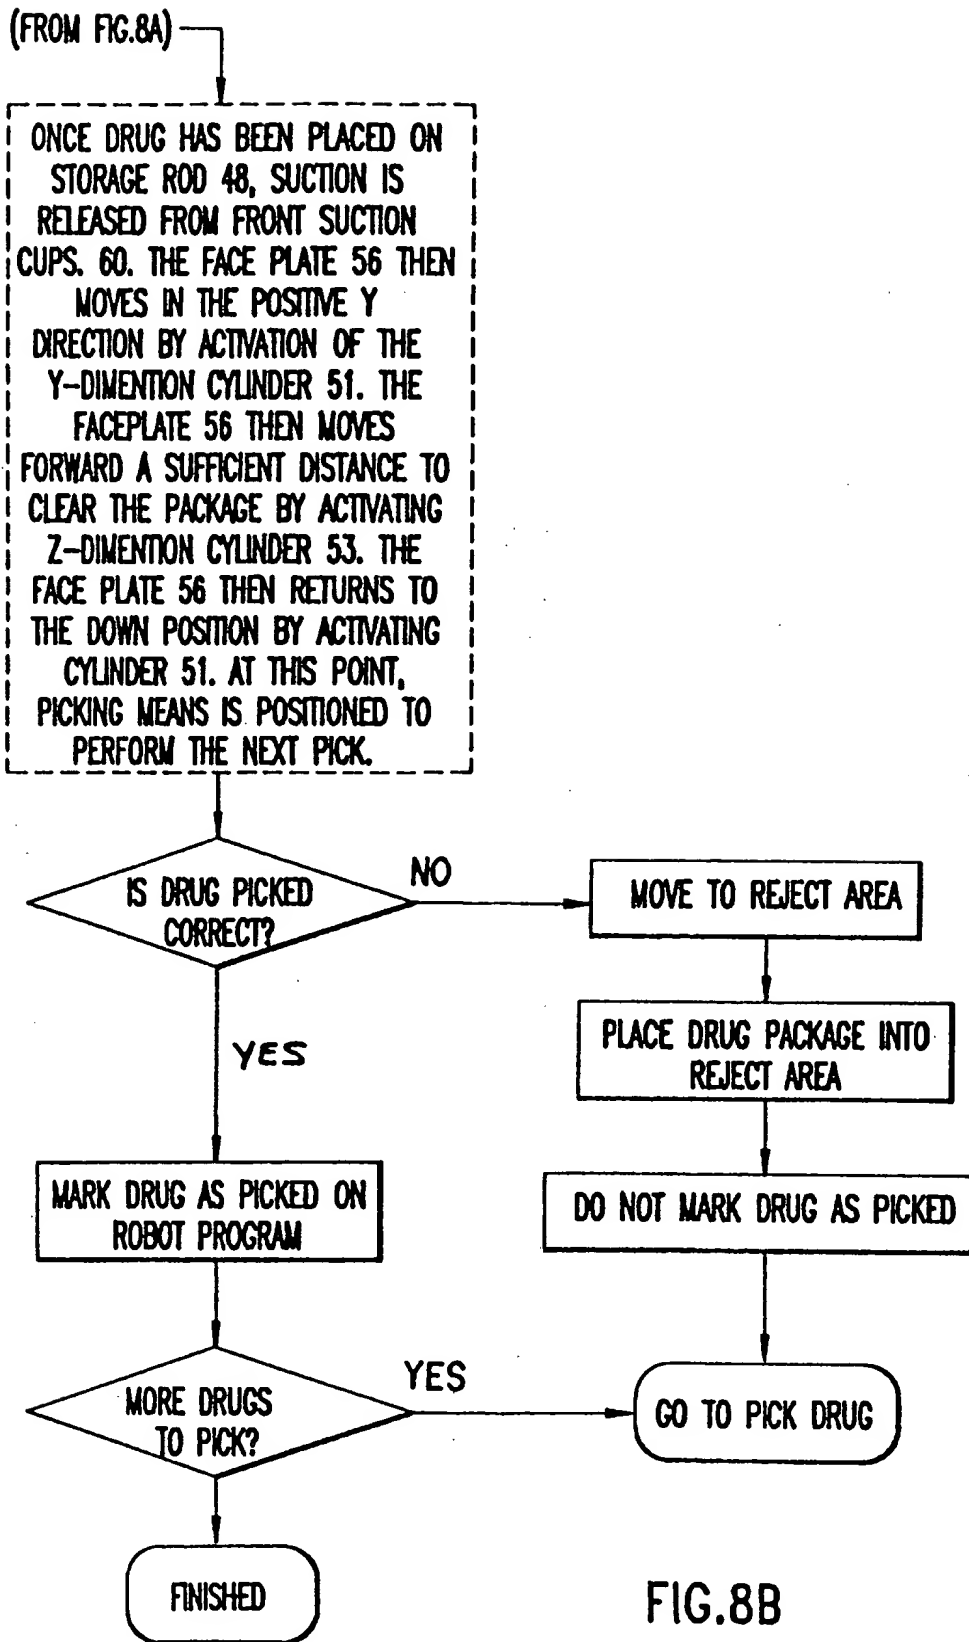 (FROM FIG.8A)
ONCE DRUG HAS BEEN PLACED ON
STORAGE ROD 48, SUCTION IS
RELEASED FROM FRONT SUCTION
CUPS. 60. THE FACE PLATE 56 THEN
MOVES IN THE POSITIVE Y
DIRECTION BY ACTIVATION OF THE
Y-DIMENTION CYLINDER 51. THE
FACEPLATE 56 THEN MOVES
FORWARD A SUFFICIENT DISTANCE TO
CLEAR THE PACKAGE BY ACTIVATING
Z-DIMENTION CYLINDER 53. THE
FACE PLATE 56 THEN RETURNS TO
THE DOWN POSITION BY ACTIVATING
CYLINDER 51. AT THIS POINT,
PICKING MEANS IS POSITIONED TO
PERFORM THE NEXT PICK.
IS DRUG PICKED
CORRECT?
NO
MOVE TO REJECT AREA
PLACE DRUG PACKAGE INTO
REJECT AREA
DO NOT MARK DRUG AS PICKED
YES
MARK DRUG AS PICKED ON
ROBOT PROGRAM
MORE DRUGS
TO PICK?
YES
GO TO PICK DRUG
FINISHED
FIG.8B